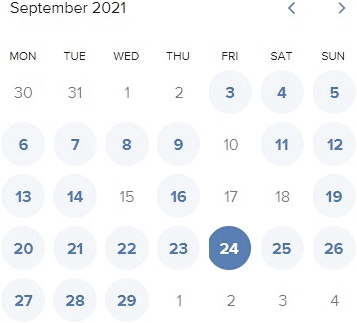 September 2021
MON TUE WED THU FRI SAT SUN
30 31 1 2 3 4 5
6 7 8 9 10 11 12
13 14 15 16 17 18 19
20 21 22 23 24 25 26
27 28 29 1 2 3 4